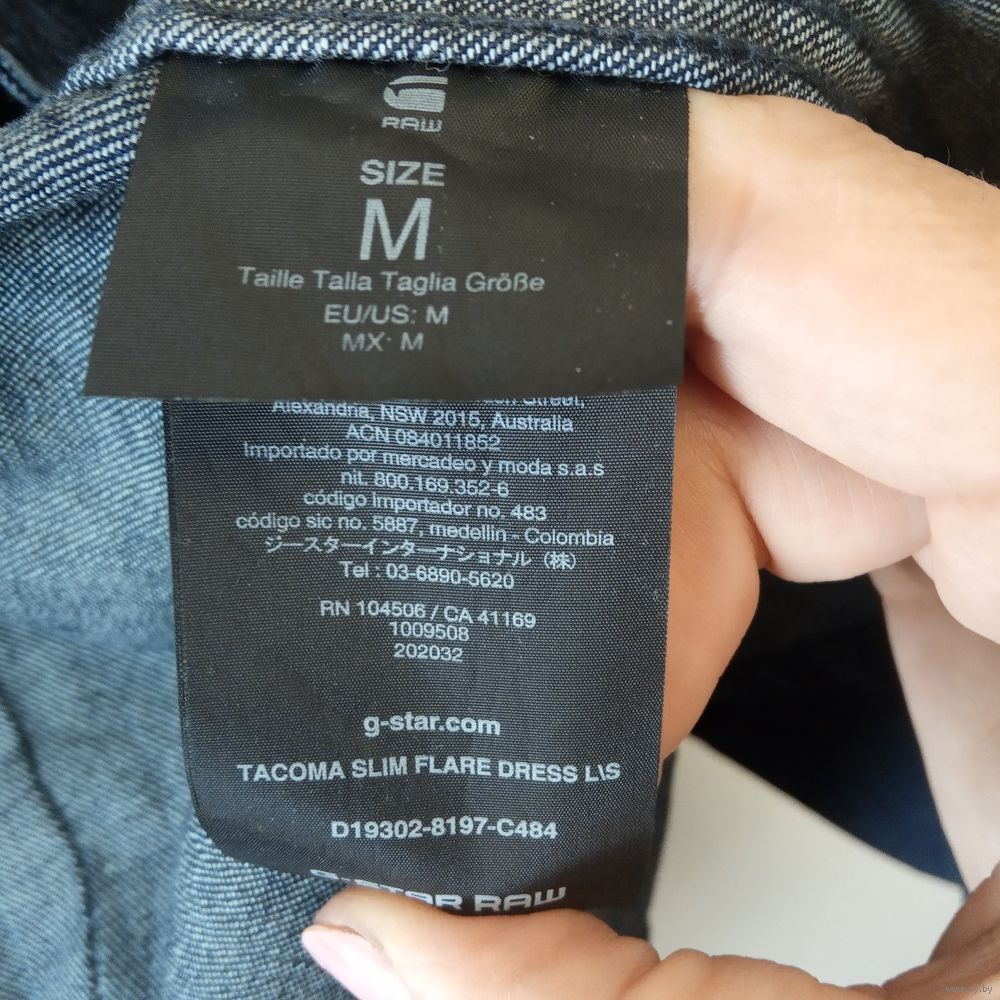 RAW
SIZE
M
Taille Talla Taglia Größe
EU/US: M
MX: M
Street,
Alexandria, NSW 2015, Australia
ACN 084011852
Importado por mercadeo y moda s.a.s
nit. 800.169.352-6
código importador no. 483
código sic no. 5887, medellin - Colombia
ジースターインターナショナル（株）
Tel : 03-6890-5620
RN 104506 / CA 41169
1009508
202032
g-star.com
TACOMA SLIM FLARE DRESS L\S
D19302-8197-C484
G-STAR RAW